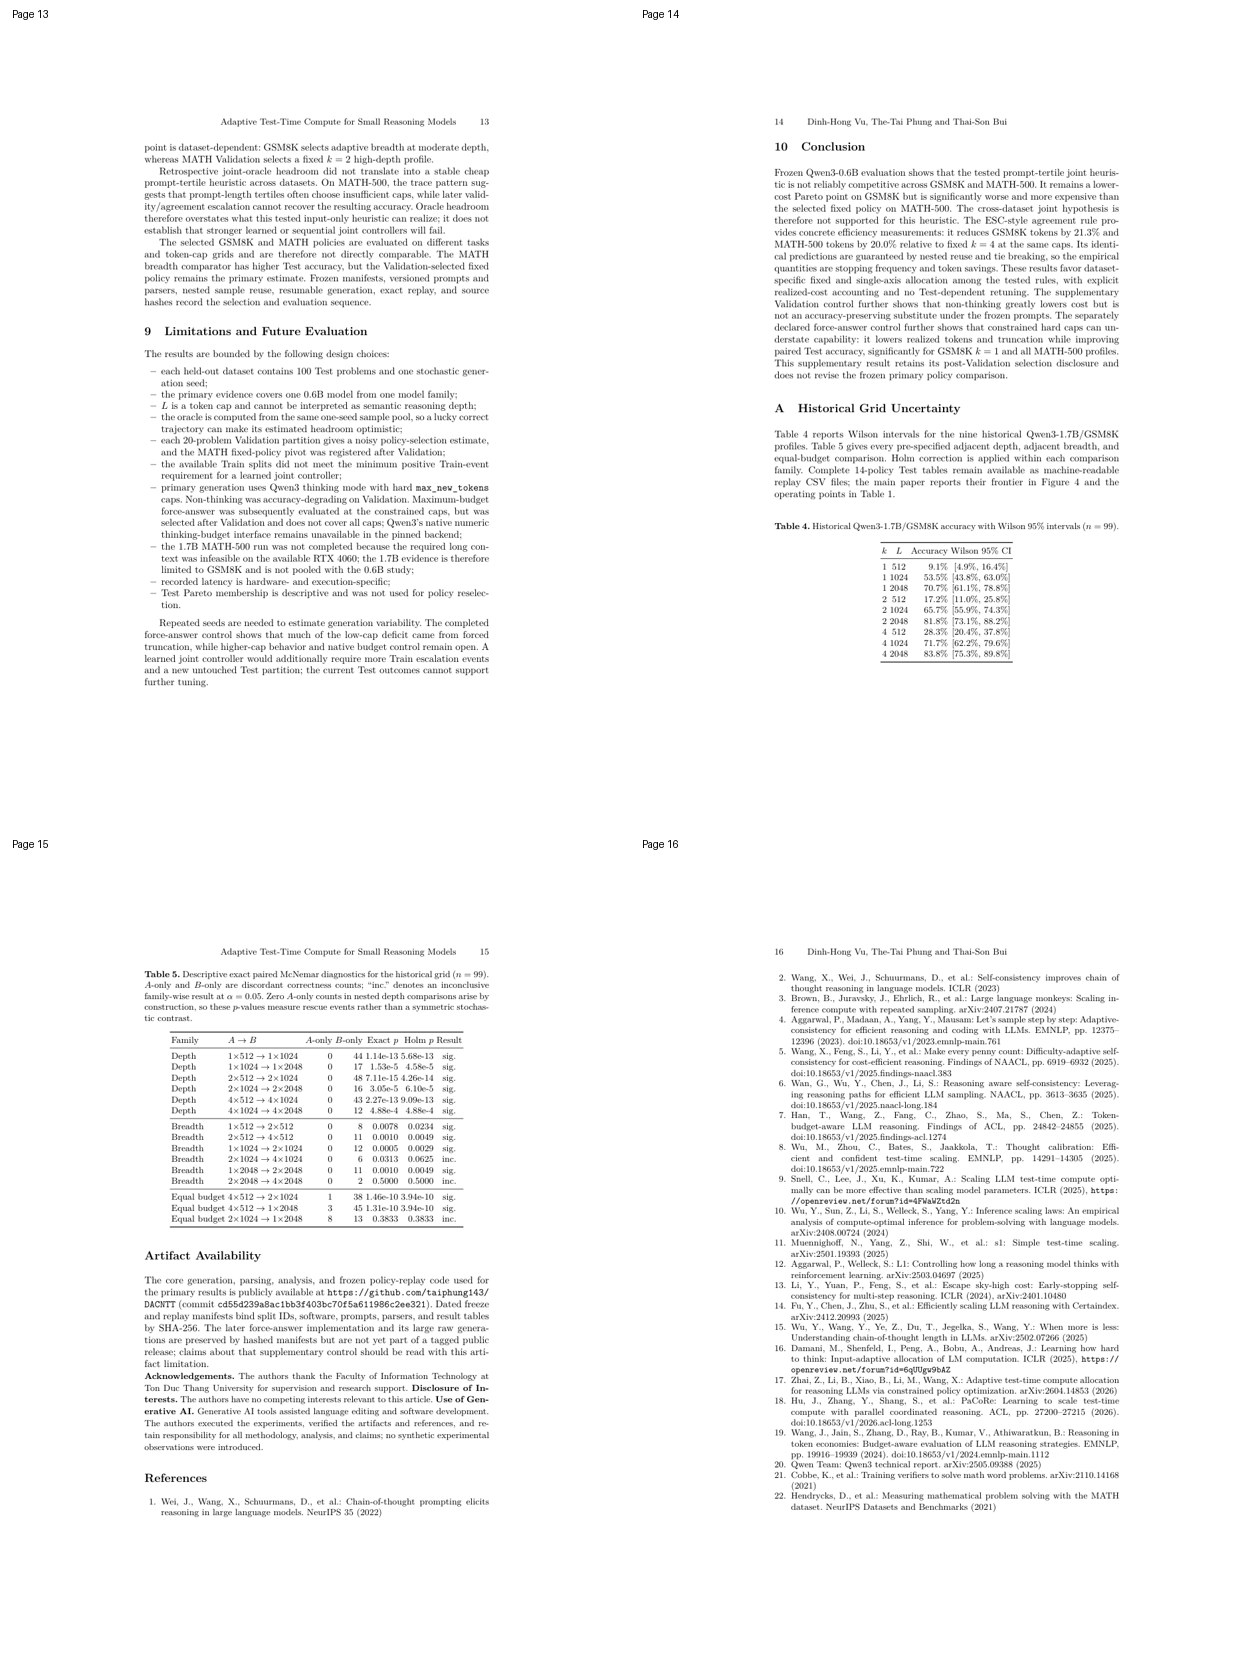 Page 13
Adaptive Test-Time Compute for Small Reasoning Models 13
point is dataset-dependent: GSM8K selects adaptive breadth at moderate depth,
whereas MATH Validation selects a fixed k = 2 high-depth profile.
Retrospective joint-oracle headroom did not translate into a stable cheap
prompt-tertile heuristic across datasets. On MATH-500, the trace pattern sug-
gests that prompt-length tertiles often choose insufficient caps, while later valid-
ity/agreement escalation cannot recover the resulting accuracy. Oracle headroom
therefore overstates what this tested input-only heuristic can realize; it does not
establish that stronger learned or sequential joint controllers will fail.
The selected GSM8K and MATH policies are evaluated on different tasks
and token-cap grids and are therefore not directly comparable. The MATH
breadth comparator has higher Test accuracy, but the Validation-selected fixed
policy remains the primary estimate. Frozen manifests, versioned prompts and
parsers, nested sample reuse, resumable generation, exact replay, and source
hashes record the selection and evaluation sequence.
9 Limitations and Future Evaluation
The results are bounded by the following design choices:
– each held-out dataset contains 100 Test problems and one stochastic gener-
ation seed;
– the primary evidence covers one 0.6B model from one model family;
– L is a token cap and cannot be interpreted as semantic reasoning depth;
– the oracle is computed from the same one-seed sample pool, so a lucky correct
trajectory can make its estimated headroom optimistic;
– each 20-problem Validation partition gives a noisy policy-selection estimate,
and the MATH fixed-policy pivot was registered after Validation;
– the available Train splits did not meet the minimum positive Train-event
requirement for a learned joint controller;
– primary generation uses Qwen3 thinking mode with hard max_new_tokens
caps. Non-thinking was accuracy-degrading on Validation. Maximum-budget
force-answer was subsequently evaluated at the constrained caps, but was
selected after Validation and does not cover all caps; Qwen3's native numeric
thinking-budget interface remains unavailable in the pinned backend;
– the 1.7B MATH-500 run was not completed because the required long con-
text was infeasible on the available RTX 4060; the 1.7B evidence is therefore
limited to GSM8K and is not pooled with the 0.6B study;
– recorded latency is hardware- and execution-specific;
– Test Pareto membership is descriptive and was not used for policy reselec-
tion.
Repeated seeds are needed to estimate generation variability. The completed
force-answer control shows that much of the low-cap deficit came from forced
truncation, while higher-cap behavior and native budget control remain open. A
learned joint controller would additionally require more Train escalation events
and a new untouched Test partition; the current Test outcomes cannot support
further tuning.
Page 14
14 Dinh-Hong Vu, The-Tai Phung and Thai-Son Bui
10 Conclusion
Frozen Qwen3-0.6B evaluation shows that the tested prompt-tertile joint heuris-
tic is not reliably competitive across GSM8K and MATH-500. It remains a lower-
cost Pareto point on GSM8K but is significantly worse and more expensive than
the selected fixed policy on MATH-500. The cross-dataset joint hypothesis is
therefore not supported for this heuristic. The ESC-style agreement rule pro-
vides concrete efficiency measurements: it reduces GSM8K tokens by 21.3% and
MATH-500 tokens by 20.0% relative to fixed k = 4 at the same caps. Its identi-
cal predictions are guaranteed by nested reuse and tie breaking, so the empirical
quantities are stopping frequency and token savings. These results favor dataset-
specific fixed and single-axis allocation among the tested rules, with explicit
realized-cost accounting and no Test-dependent retuning. The supplementary
Validation control further shows that non-thinking greatly lowers cost but is
not an accuracy-preserving substitute under the frozen prompts. The separately
declared force-answer control further shows that constrained hard caps can un-
derstate capability: it lowers realized tokens and truncation while improving
paired Test accuracy, significantly for GSM8K k = 1 and all MATH-500 profiles.
This supplementary result retains its post-Validation selection disclosure and
does not revise the frozen primary policy comparison.
A Historical Grid Uncertainty
Table 4 reports Wilson intervals for the nine historical Qwen3-1.7B/GSM8K
profiles. Table 5 gives every pre-specified adjacent depth, adjacent breadth, and
equal-budget comparison. Holm correction is applied within each comparison
family. Complete 14-policy Test tables remain available as machine-readable
replay CSV files; the main paper reports their frontier in Figure 4 and the
operating points in Table 1.
Table 4. Historical Qwen3-1.7B/GSM8K accuracy with Wilson 95% intervals (n = 99).
k L Accuracy Wilson 95% CI
1 512 9.1% [4.9%, 16.4%]
1 1024 53.5% [43.8%, 63.0%]
1 2048 70.7% [61.1%, 78.8%]
2 512 17.2% [11.0%, 25.8%]
2 1024 65.7% [55.9%, 74.3%]
2 2048 81.8% [73.1%, 88.2%]
4 512 28.3% [20.4%, 37.8%]
4 1024 71.7% [62.2%, 79.6%]
4 2048 83.8% [75.3%, 89.8%]
Page 15
Adaptive Test-Time Compute for Small Reasoning Models 15
Table 5. Descriptive exact paired McNemar diagnostics for the historical grid (n = 99).
A-only and B-only are discordant correctness counts; "inc." denotes an inconclusive
family-wise result at α = 0.05. Zero A-only counts in nested depth comparisons arise by
construction, so these p-values measure rescue events rather than a symmetric stochas-
tic contrast.
Family A → B A-only B-only Exact p Holm p Result
Depth 1×512 → 1×1024 0 44 1.14e-13 5.68e-13 sig.
Depth 1×1024 → 1×2048 0 17 1.53e-5 4.58e-5 sig.
Depth 2×512 → 2×1024 0 48 7.11e-15 4.26e-14 sig.
Depth 2×1024 → 2×2048 0 16 3.05e-5 6.10e-5 sig.
Depth 4×512 → 4×1024 0 43 2.27e-13 9.09e-13 sig.
Depth 4×1024 → 4×2048 0 12 4.88e-4 4.88e-4 sig.
Breadth 1×512 → 2×512 0 8 0.0078 0.0234 sig.
Breadth 2×512 → 4×512 0 11 0.0010 0.0049 sig.
Breadth 1×1024 → 2×1024 0 12 0.0005 0.0029 sig.
Breadth 2×1024 → 4×1024 0 6 0.0313 0.0625 inc.
Breadth 1×2048 → 2×2048 0 11 0.0010 0.0049 sig.
Breadth 2×2048 → 4×2048 0 2 0.5000 0.5000 inc.
Equal budget 4×512 → 2×1024 1 38 1.46e-10 3.94e-10 sig.
Equal budget 4×512 → 1×2048 3 45 1.31e-10 3.94e-10 sig.
Equal budget 2×1024 → 1×2048 8 13 0.3833 0.3833 inc.
Artifact Availability
The core generation, parsing, analysis, and frozen policy-replay code used for
the primary results is publicly available at https://github.com/taiphung143/
DACNTT (commit cd55d239a8ac1bb3f403bc70f5a611986c2ee321). Dated freeze
and replay manifests bind split IDs, software, prompts, parsers, and result tables
by SHA-256. The later force-answer implementation and its large raw genera-
tions are preserved by hashed manifests but are not yet part of a tagged public
release; claims about that supplementary control should be read with this arti-
fact limitation.
Acknowledgements. The authors thank the Faculty of Information Technology at
Ton Duc Thang University for supervision and research support. Disclosure of In-
terests. The authors have no competing interests relevant to this article. Use of Gen-
erative AI. Generative AI tools assisted language editing and software development.
The authors executed the experiments, verified the artifacts and references, and re-
tain responsibility for all methodology, analysis, and claims; no synthetic experimental
observations were introduced.
References
1. Wei, J., Wang, X., Schuurmans, D., et al.: Chain-of-thought prompting elicits
reasoning in large language models. NeurIPS 35 (2022)
Page 16
16 Dinh-Hong Vu, The-Tai Phung and Thai-Son Bui
2. Wang, X., Wei, J., Schuurmans, D., et al.: Self-consistency improves chain of
thought reasoning in language models. ICLR (2023)
3. Brown, B., Juravsky, J., Ehrlich, R., et al.: Large language monkeys: Scaling in-
ference compute with repeated sampling. arXiv:2407.21787 (2024)
4. Aggarwal, P., Madaan, A., Yang, Y., Mausam: Let's sample step by step: Adaptive-
consistency for efficient reasoning and coding with LLMs. EMNLP, pp. 12375–
12396 (2023). doi:10.18653/v1/2023.emnlp-main.761
5. Wang, X., Feng, S., Li, Y., et al.: Make every penny count: Difficulty-adaptive self-
consistency for cost-efficient reasoning. Findings of NAACL, pp. 6919–6932 (2025).
doi:10.18653/v1/2025.findings-naacl.383
6. Wan, G., Wu, Y., Chen, J., Li, S.: Reasoning aware self-consistency: Leverag-
ing reasoning paths for efficient LLM sampling. NAACL, pp. 3613–3635 (2025).
doi:10.18653/v1/2025.naacl-long.184
7. Han, T., Wang, Z., Fang, C., Zhao, S., Ma, S., Chen, Z.: Token-
budget-aware LLM reasoning. Findings of ACL, pp. 24842–24855 (2025).
doi:10.18653/v1/2025.findings-acl.1274
8. Wu, M., Zhou, C., Bates, S., Jaakkola, T.: Thought calibration: Effi-
cient and confident test-time scaling. EMNLP, pp. 14291–14305 (2025).
doi:10.18653/v1/2025.emnlp-main.722
9. Snell, C., Lee, J., Xu, K., Kumar, A.: Scaling LLM test-time compute opti-
mally can be more effective than scaling model parameters. ICLR (2025), https:
//openreview.net/forum?id=4FWaWZtd2n
10. Wu, Y., Sun, Z., Li, S., Welleck, S., Yang, Y.: Inference scaling laws: An empirical
analysis of compute-optimal inference for problem-solving with language models.
arXiv:2408.00724 (2024)
11. Muennighoff, N., Yang, Z., Shi, W., et al.: s1: Simple test-time scaling.
arXiv:2501.19393 (2025)
12. Aggarwal, P., Welleck, S.: L1: Controlling how long a reasoning model thinks with
reinforcement learning. arXiv:2503.04697 (2025)
13. Li, Y., Yuan, P., Feng, S., et al.: Escape sky-high cost: Early-stopping self-
consistency for multi-step reasoning. ICLR (2024), arXiv:2401.10480
14. Fu, Y., Chen, J., Zhu, S., et al.: Efficiently scaling LLM reasoning with Certaindex.
arXiv:2412.20993 (2025)
15. Wu, Y., Wang, Y., Ye, Z., Du, T., Jegelka, S., Wang, Y.: When more is less:
Understanding chain-of-thought length in LLMs. arXiv:2502.07266 (2025)
16. Damani, M., Shenfeld, I., Peng, A., Bobu, A., Andreas, J.: Learning how hard
to think: Input-adaptive allocation of LM computation. ICLR (2025), https://
openreview.net/forum?id=6qUUgw9bAZ
17. Zhai, Z., Li, B., Xiao, B., Li, M., Wang, X.: Adaptive test-time compute allocation
for reasoning LLMs via constrained policy optimization. arXiv:2604.14853 (2026)
18. Hu, J., Zhang, Y., Shang, S., et al.: PaCoRe: Learning to scale test-time
compute with parallel coordinated reasoning. ACL, pp. 27200–27215 (2026).
doi:10.18653/v1/2026.acl-long.1253
19. Wang, J., Jain, S., Zhang, D., Ray, B., Kumar, V., Athiwaratkun, B.: Reasoning in
token economies: Budget-aware evaluation of LLM reasoning strategies. EMNLP,
pp. 19916–19939 (2024). doi:10.18653/v1/2024.emnlp-main.1112
20. Qwen Team: Qwen3 technical report. arXiv:2505.09388 (2025)
21. Cobbe, K., et al.: Training verifiers to solve math word problems. arXiv:2110.14168
(2021)
22. Hendrycks, D., et al.: Measuring mathematical problem solving with the MATH
dataset. NeurIPS Datasets and Benchmarks (2021)